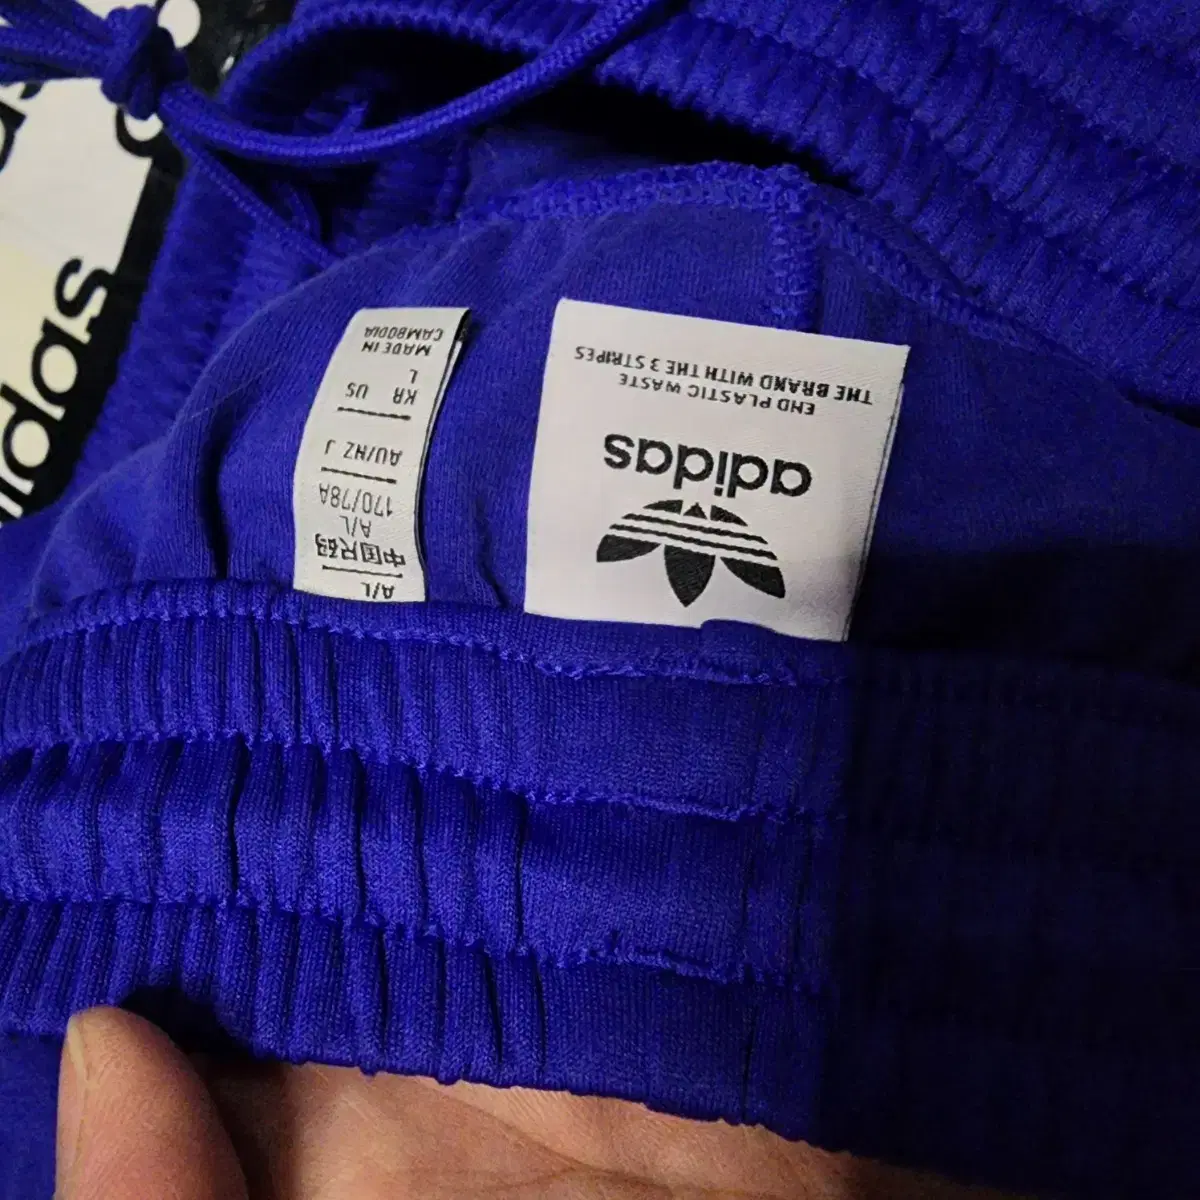 adidas
END PLASTIC WASTE
THE BRAND WITH THE 3 STRIPES
A/L
中国尺码
A/L
170/78A
AU/NZ J
KR US
L
MADE IN
CAMBODIA
idas